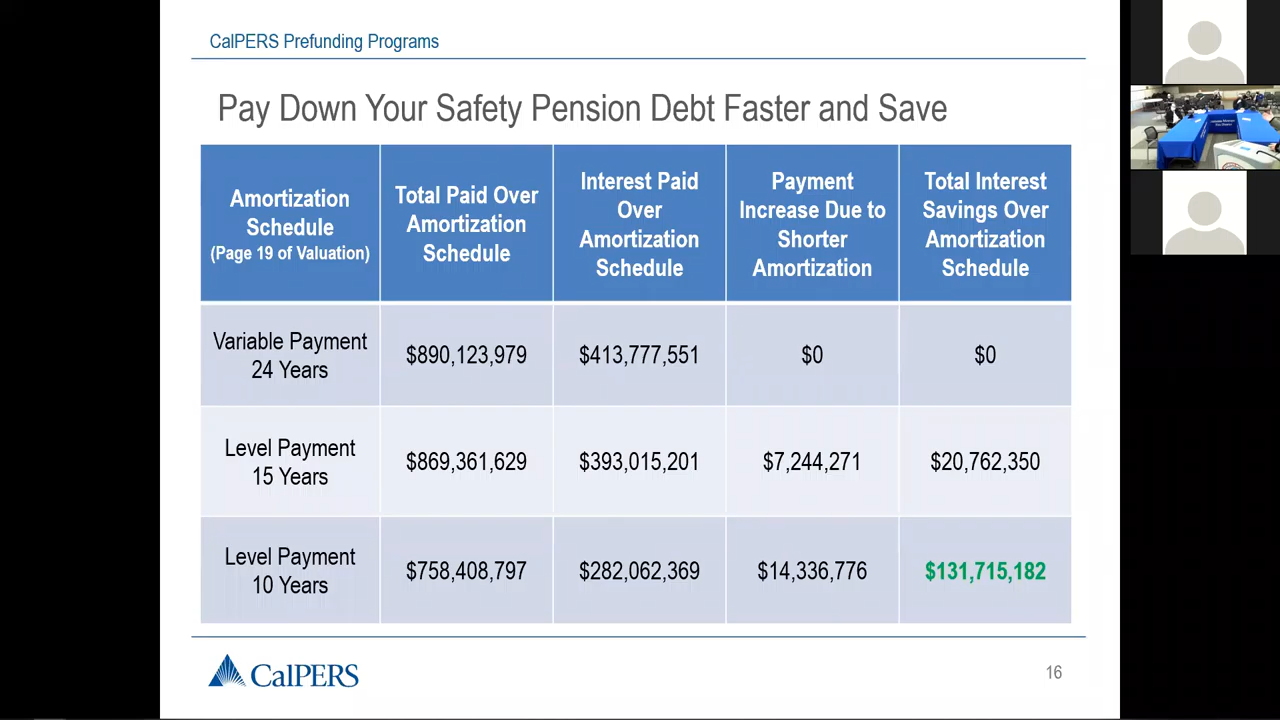 CalPERS Prefunding Programs
Pay Down Your Safety Pension Debt Faster and Save
Amortization
Schedule
(Page 19 of Valuation)
Total Paid Over
Amortization
Schedule
Interest Paid
Over
Amortization
Schedule
Payment
Increase Due to
Shorter
Amortization
Total Interest
Savings Over
Amortization
Schedule
Variable Payment
24 Years
$890,123,979
$413,777,551
$0
$0
Level Payment
15 Years
$869,361,629
$393,015,201
$7,244,271
$20,762,350
Level Payment
10 Years
$758,408,797
$282,062,369
$14,336,776
$131,715,182
CalPERS
16